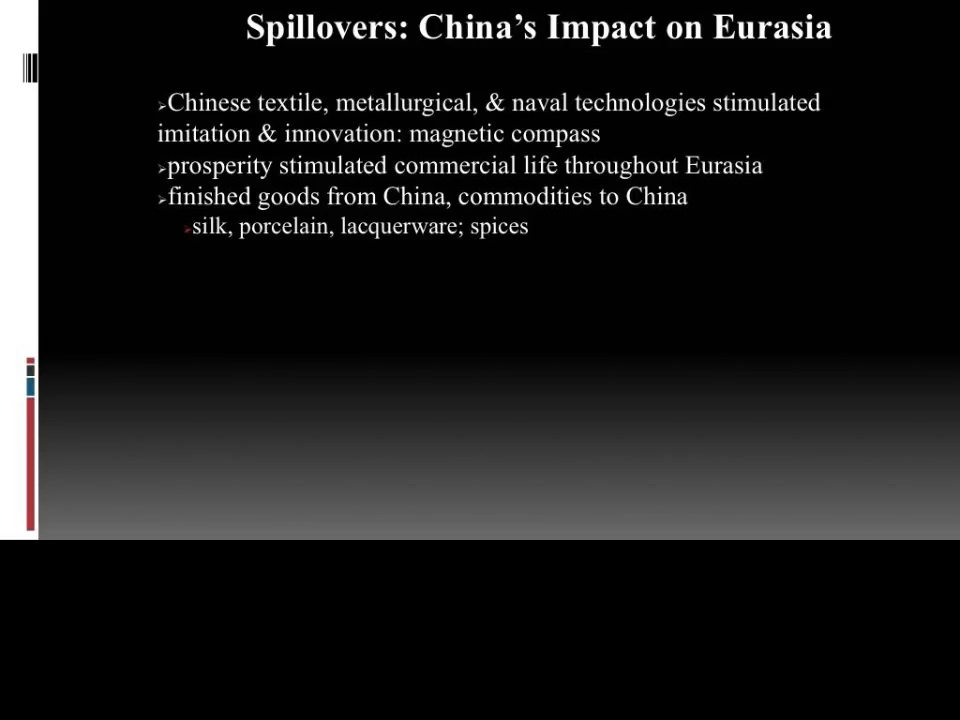 Spillovers: China’s Impact on Eurasia
➢Chinese textile, metallurgical, & naval technologies stimulated
imitation & innovation: magnetic compass
➢prosperity stimulated commercial life throughout Eurasia
➢finished goods from China, commodities to China
➢silk, porcelain, lacquerware; spices